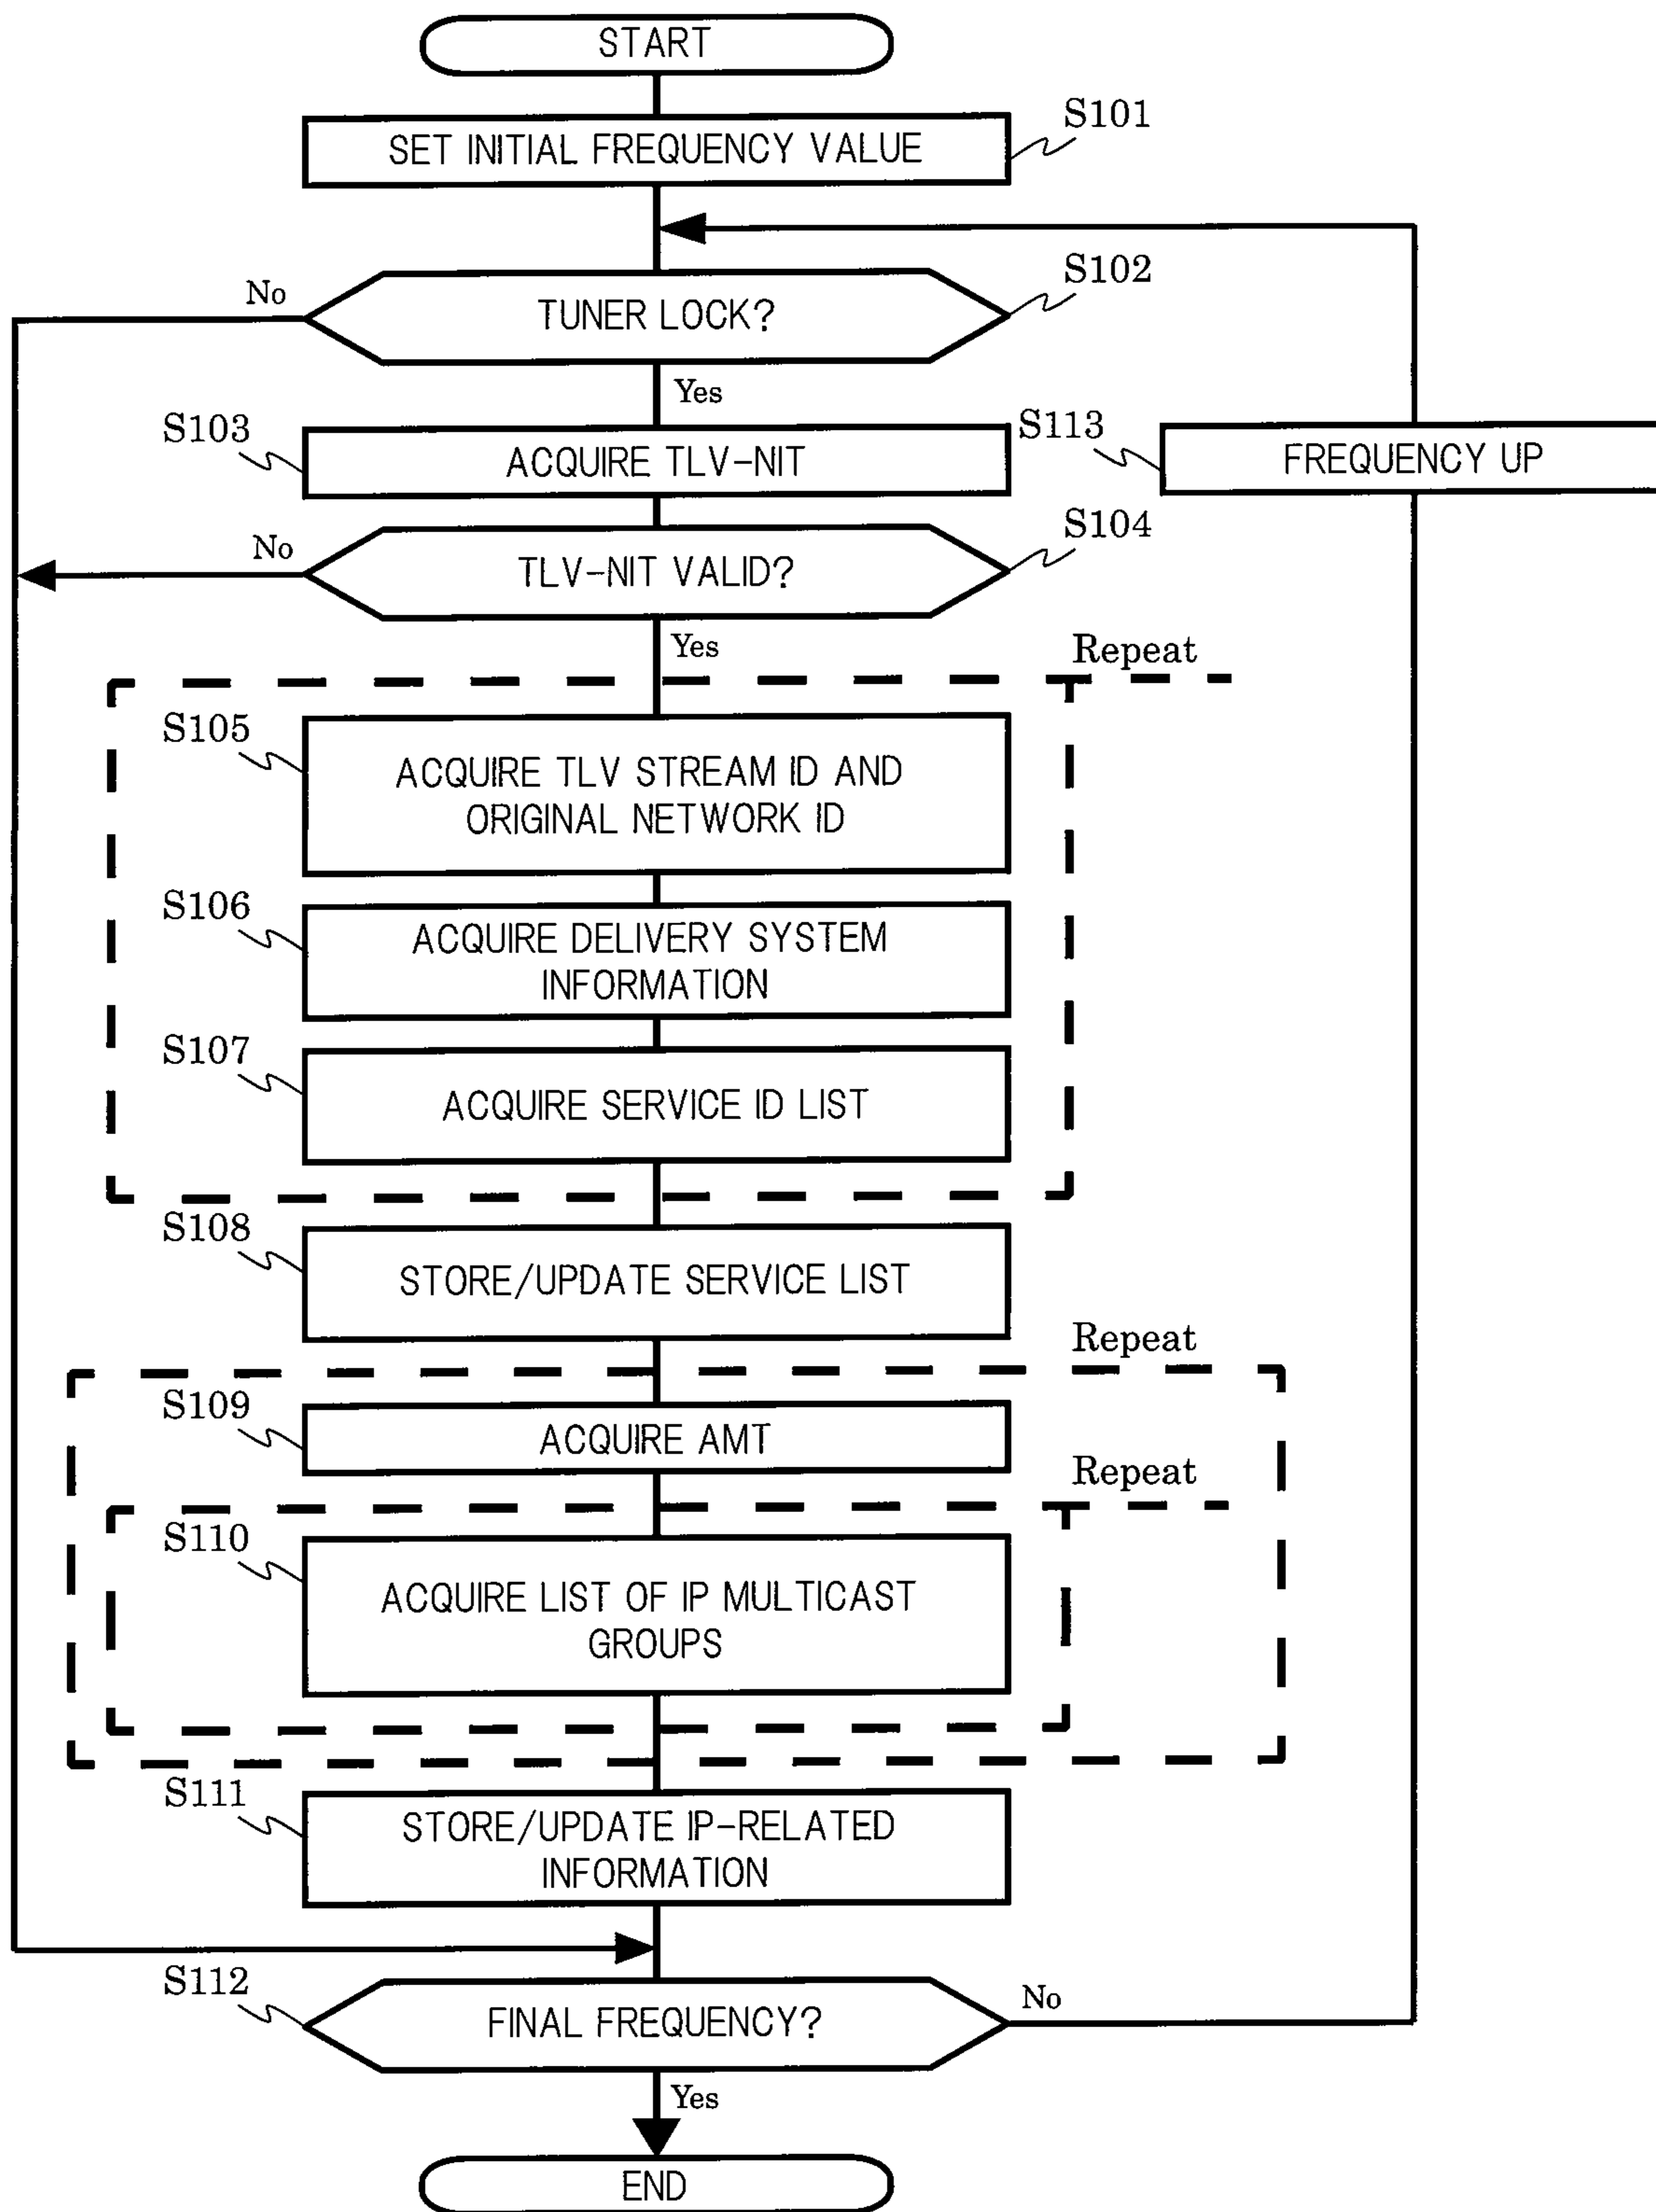 START
S101
SET INITIAL FREQUENCY VALUE
S102
No
TUNER LOCK?
Yes
S103
ACQUIRE TLV-NIT
S113
FREQUENCY UP
S104
No
TLV-NIT VALID?
Yes
Repeat
S105
ACQUIRE TLV STREAM ID AND
ORIGINAL NETWORK ID
S106
ACQUIRE DELIVERY SYSTEM
INFORMATION
S107
ACQUIRE SERVICE ID LIST
S108
STORE/UPDATE SERVICE LIST
Repeat
S109
ACQUIRE AMT
Repeat
S110
ACQUIRE LIST OF IP MULTICAST
GROUPS
S111
STORE/UPDATE IP-RELATED
INFORMATION
S112
FINAL FREQUENCY?
No
Yes
END